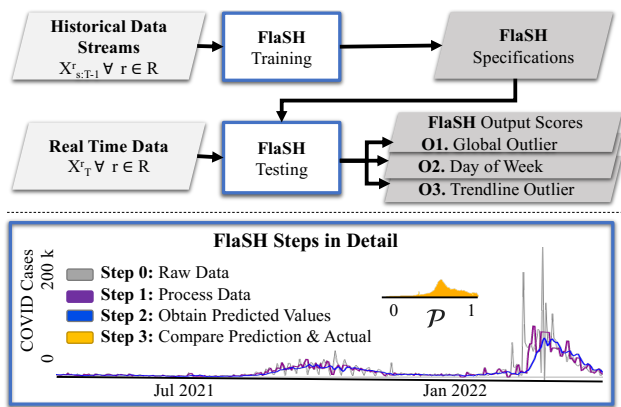 Historical Data
Streams
X^r_{s:T-1} ∀ r ∈ R
FlaSH
Training
FlaSH
Specifications
Real Time Data
X^r_T ∀ r ∈ R
FlaSH
Testing
FlaSH Output Scores
O1. Global Outlier
O2. Day of Week
O3. Trendline Outlier
FlaSH Steps in Detail
COVID Cases
200 k
0
Step 0: Raw Data
Step 1: Process Data
Step 2: Obtain Predicted Values
Step 3: Compare Prediction & Actual
0 𝒫 1
Jul 2021 Jan 2022